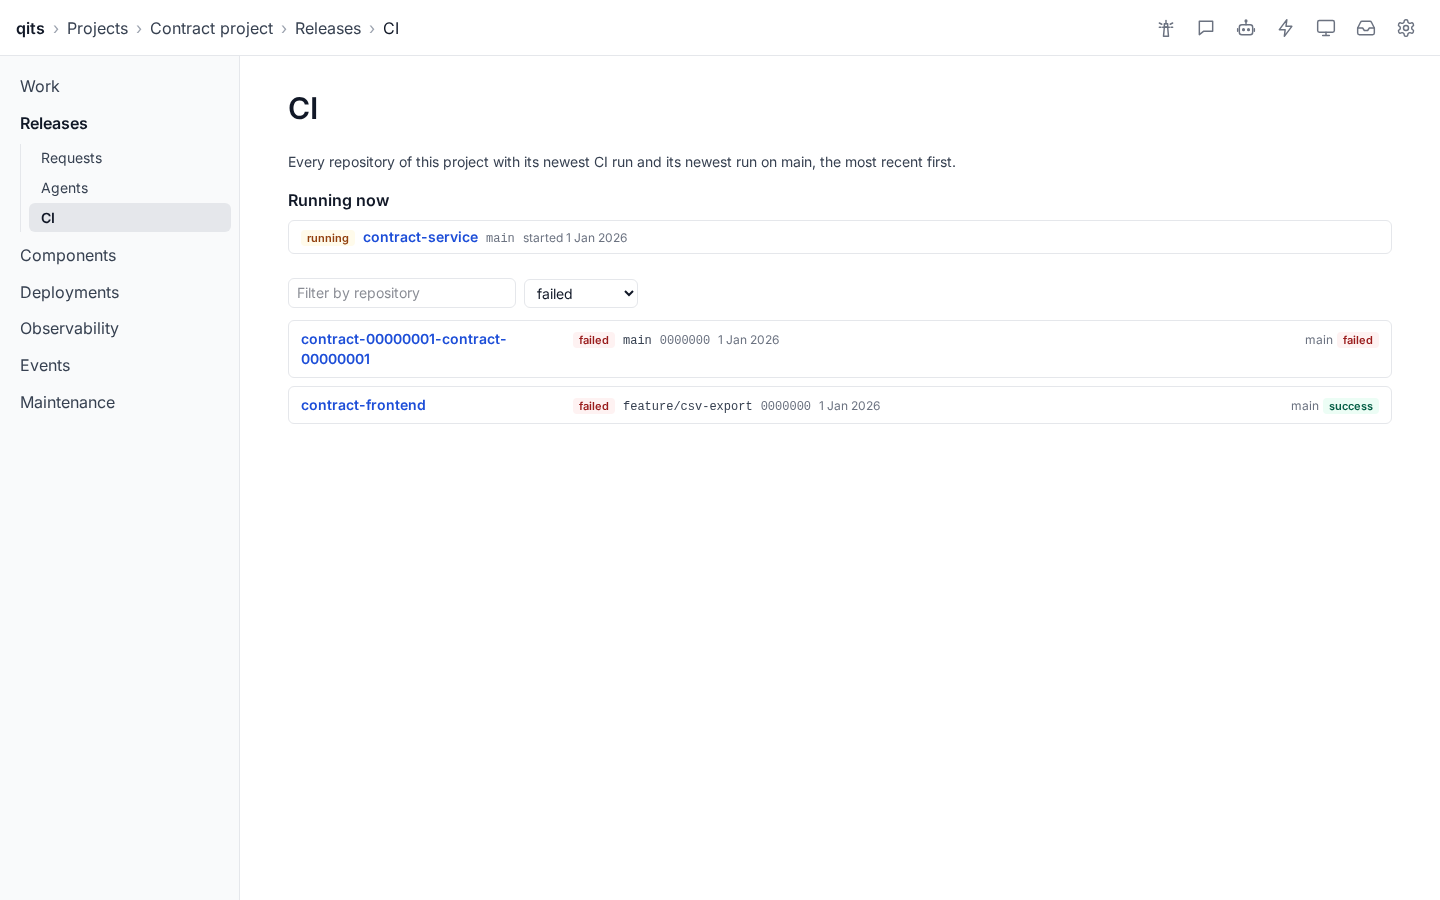 qits › Projects › Contract project › Releases › CI
Work
Releases
Requests
Agents
CI
Components
Deployments
Observability
Events
Maintenance
CI
Every repository of this project with its newest CI run and its newest run on main, the most recent first.
Running now
running contract-service main started 1 Jan 2026
Filter by repository failed
contract-00000001-contract-00000001 failed main 0000000 1 Jan 2026 main failed
contract-frontend failed feature/csv-export 0000000 1 Jan 2026 main success